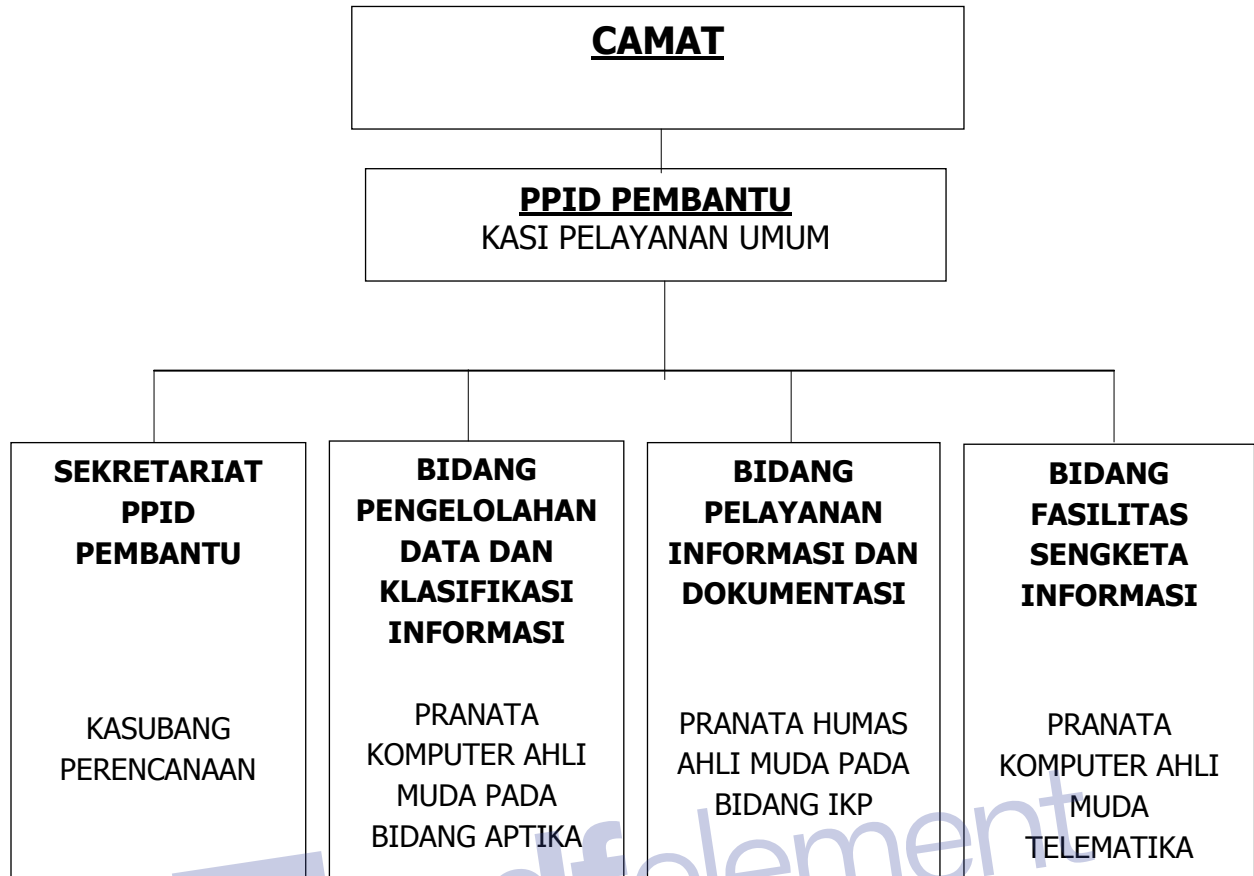 CAMAT
PPID PEMBANTU
KASI PELAYANAN UMUM
SEKRETARIAT
PPID
PEMBANTU
KASUBANG
PERENCANAAN
BIDANG
PENGELOLAHAN
DATA DAN
KLASIFIKASI
INFORMASI
PRANATA
KOMPUTER AHLI
MUDA PADA
BIDANG APTIKA
BIDANG
PELAYANAN
INFORMASI DAN
DOKUMENTASI
PRANATA HUMAS
AHLI MUDA PADA
BIDANG IKP
BIDANG
FASILITAS
SENGKETA
INFORMASI
PRANATA
KOMPUTER AHLI
MUDA
TELEMATIKA